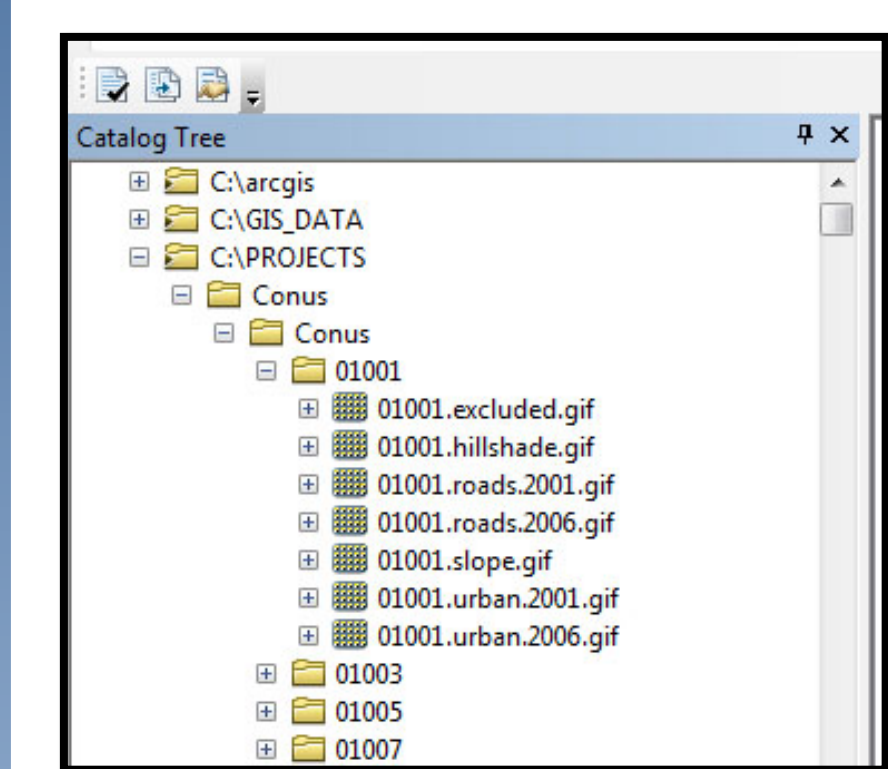 Catalog Tree
C:\arcgis
C:\GIS_DATA
C:\PROJECTS
Conus
Conus
01001
01001.excluded.gif
01001.hillshade.gif
01001.roads.2001.gif
01001.roads.2006.gif
01001.slope.gif
01001.urban.2001.gif
01001.urban.2006.gif
01003
01005
01007